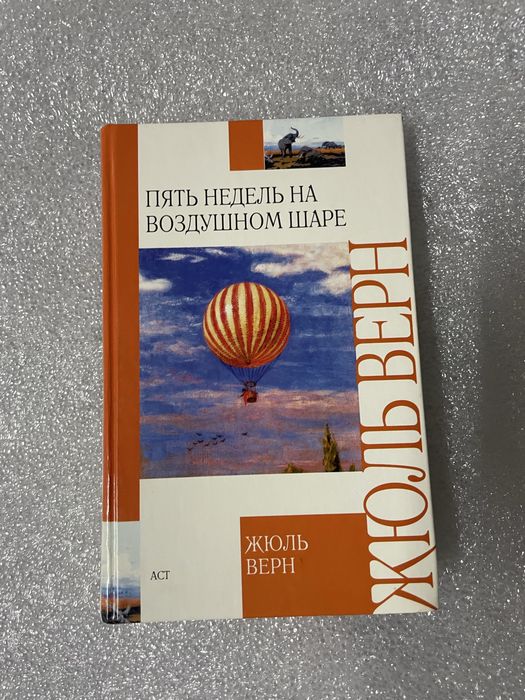 ПЯТЬ НЕДЕЛЬ НА
ВОЗДУШНОМ ШАРЕ
ЖЮЛЬ ВЕРН
ЖЮЛЬ
ВЕРН
АСТ